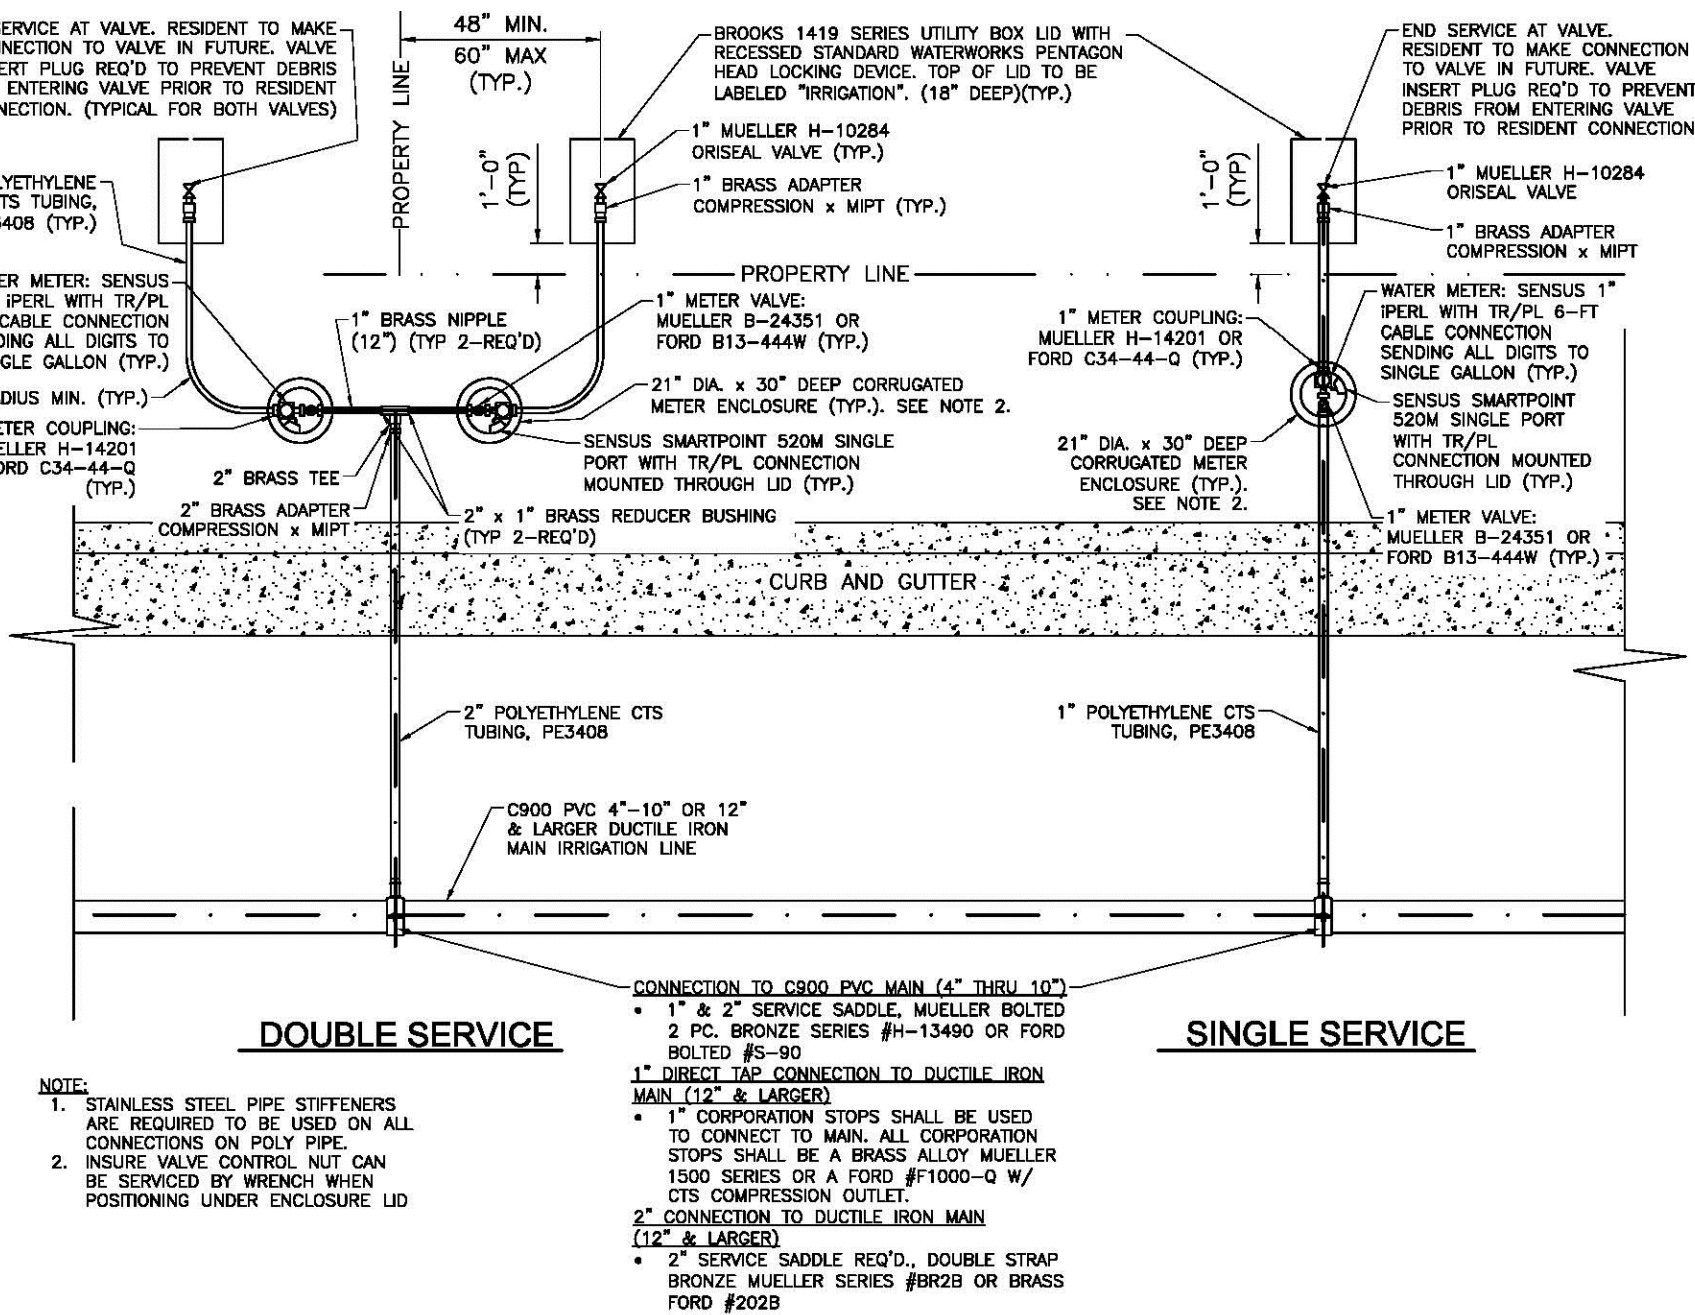 SERVICE AT VALVE. RESIDENT TO MAKE
TO VALVE IN FUTURE. VALVE
PLUG REQ'D TO PREVENT DEBRIS
ENTERING VALVE PRIOR TO RESIDENT
(TYPICAL FOR BOTH VALVES)
TUBING,
(TYP.)
METER: SENSUS
iPERL WITH TR/PL
CABLE CONNECTION
ALL DIGITS TO
GALLON (TYP.)
MIN. (TYP.)
COUPLING:
H-14201
FORD C34-44-Q
(TYP.)
48" MIN.
60" MAX
(TYP.)
PROPERTY LINE
BROOKS 1419 SERIES UTILITY BOX LID WITH
RECESSED STANDARD WATERWORKS PENTAGON
HEAD LOCKING DEVICE. TOP OF LID TO BE
LABELED "IRRIGATION". (18" DEEP)(TYP.)
1'-0"
(TYP)
1" MUELLER H-10284
ORISEAL VALVE (TYP.)
1" BRASS ADAPTER
COMPRESSION x MIPT (TYP.)
1'-0"
(TYP)
END SERVICE AT VALVE.
RESIDENT TO MAKE CONNECTION
TO VALVE IN FUTURE. VALVE
INSERT PLUG REQ'D TO PREVENT
DEBRIS FROM ENTERING VALVE
PRIOR TO RESIDENT CONNECTION
1" MUELLER H-10284
ORISEAL VALVE
1" BRASS ADAPTER
COMPRESSION x MIPT
PROPERTY LINE
1" BRASS NIPPLE
(12") (TYP 2-REQ'D)
1" METER VALVE:
MUELLER B-24351 OR
FORD B13-444W (TYP.)
21" DIA. x 30" DEEP CORRUGATED
METER ENCLOSURE (TYP.). SEE NOTE 2.
SENSUS SMARTPOINT 520M SINGLE
PORT WITH TR/PL CONNECTION
MOUNTED THROUGH LID (TYP.)
2" BRASS TEE
2" BRASS ADAPTER
COMPRESSION x MIPT
2" x 1" BRASS REDUCER BUSHING
(TYP 2-REQ'D)
1" METER COUPLING:
MUELLER H-14201 OR
FORD C34-44-Q (TYP.)
21" DIA. x 30" DEEP
CORRUGATED METER
ENCLOSURE (TYP.).
SEE NOTE 2.
WATER METER: SENSUS 1"
iPERL WITH TR/PL 6-FT
CABLE CONNECTION
SENDING ALL DIGITS TO
SINGLE GALLON (TYP.)
SENSUS SMARTPOINT
520M SINGLE PORT
WITH TR/PL
CONNECTION MOUNTED
THROUGH LID (TYP.)
1" METER VALVE:
MUELLER B-24351 OR
FORD B13-444W (TYP.)
CURB AND GUTTER
2" POLYETHYLENE CTS
TUBING, PE3408
1" POLYETHYLENE CTS
TUBING, PE3408
C900 PVC 4"-10" OR 12"
& LARGER DUCTILE IRON
MAIN IRRIGATION LINE
DOUBLE SERVICE
SINGLE SERVICE
CONNECTION TO C900 PVC MAIN (4" THRU 10")
• 1" & 2" SERVICE SADDLE, MUELLER BOLTED
2 PC. BRONZE SERIES #H-13490 OR FORD
BOLTED #S-90
1" DIRECT TAP CONNECTION TO DUCTILE IRON
MAIN (12" & LARGER)
• 1" CORPORATION STOPS SHALL BE USED
TO CONNECT TO MAIN. ALL CORPORATION
STOPS SHALL BE A BRASS ALLOY MUELLER
1500 SERIES OR A FORD #F1000-Q W/
CTS COMPRESSION OUTLET.
2" CONNECTION TO DUCTILE IRON MAIN
(12" & LARGER)
• 2" SERVICE SADDLE REQ'D., DOUBLE STRAP
BRONZE MUELLER SERIES #BR2B OR BRASS
FORD #202B
NOTE:
1. STAINLESS STEEL PIPE STIFFENERS
ARE REQUIRED TO BE USED ON ALL
CONNECTIONS ON POLY PIPE.
2. INSURE VALVE CONTROL NUT CAN
BE SERVICED BY WRENCH WHEN
POSITIONING UNDER ENCLOSURE LID